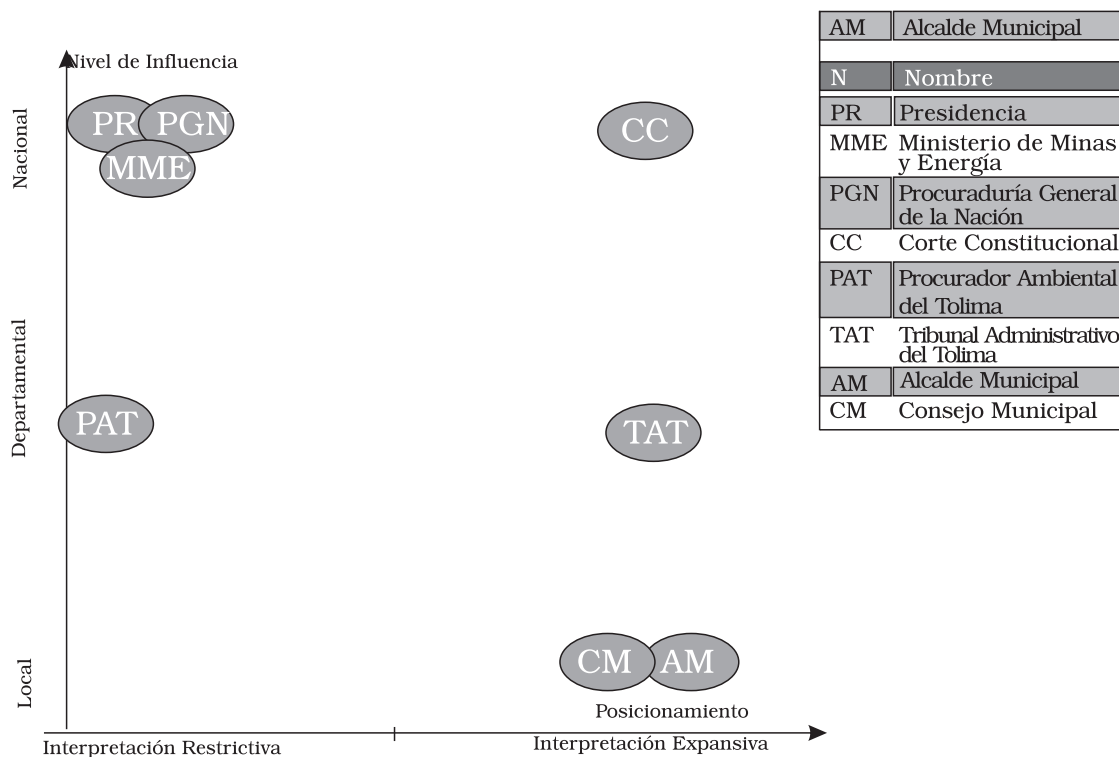 Nivel de Influencia
Nacional
Departamental
Local
PR PGN
MME
CC
PAT
TAT
CM AM
Posicionamiento
Interpretación Restrictiva
Interpretación Expansiva
AM Alcalde Municipal
N Nombre
PR Presidencia
MME Ministerio de Minas
y Energía
PGN Procuraduría General
de la Nación
CC Corte Constitucional
PAT Procurador Ambiental
del Tolima
TAT Tribunal Administrativo
del Tolima
AM Alcalde Municipal
CM Consejo Municipal